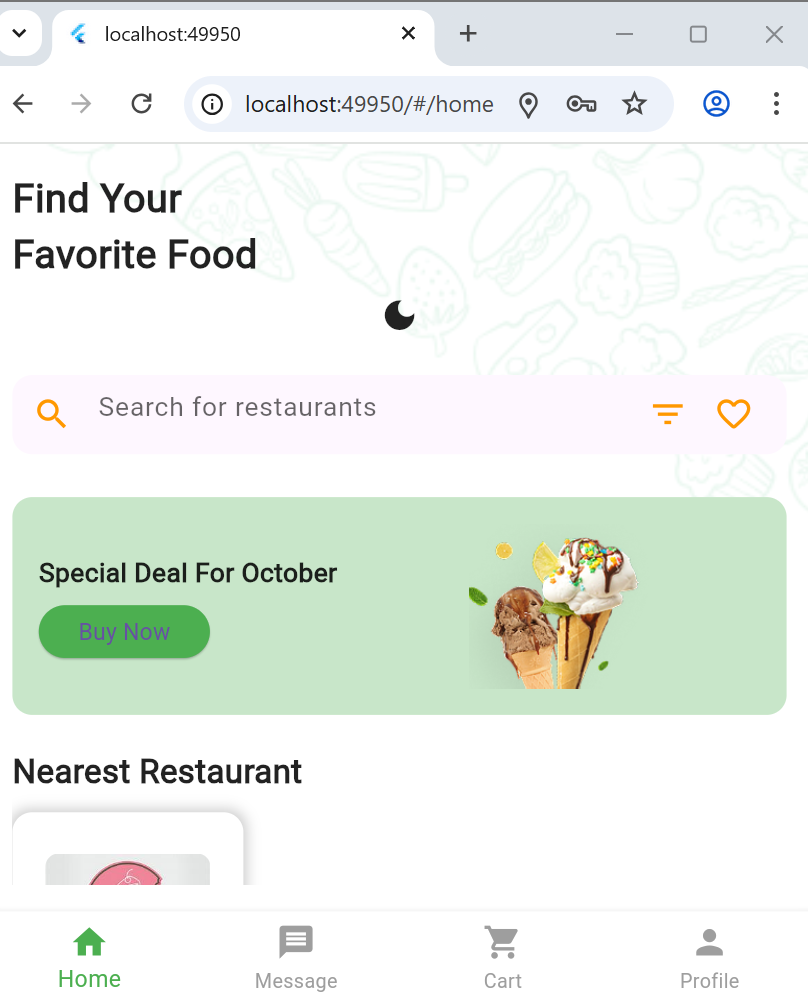 localhost:49950
localhost:49950/#/home
Find Your
Favorite Food
Search for restaurants
Special Deal For October
Buy Now
Nearest Restaurant
Home
Message
Cart
Profile